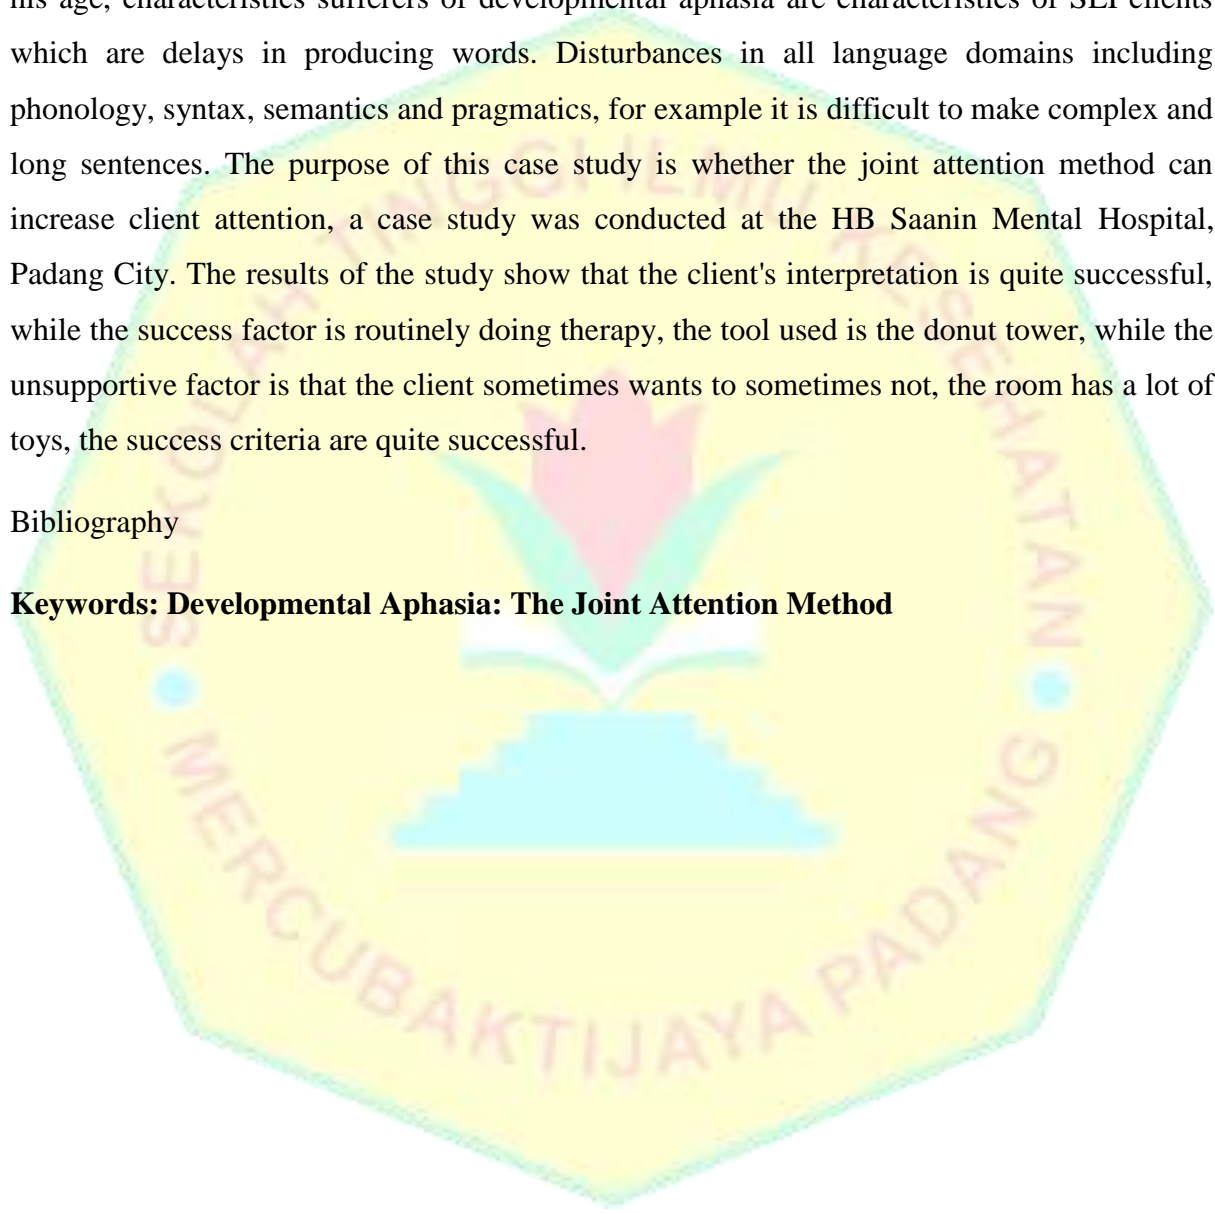 his age, characteristics sufferers of developmental aphasia are characteristics of SLI clients
which are delays in producing words. Disturbances in all language domains including
phonology, syntax, semantics and pragmatics, for example it is difficult to make complex and
long sentences. The purpose of this case study is whether the joint attention method can
increase client attention, a case study was conducted at the HB Saanin Mental Hospital,
Padang City. The results of the study show that the client's interpretation is quite successful,
while the success factor is routinely doing therapy, the tool used is the donut tower, while the
unsupportive factor is that the client sometimes wants to sometimes not, the room has a lot of
toys, the success criteria are quite successful.
Bibliography
Keywords: Developmental Aphasia: The Joint Attention Method
SEKOLAH TINGGI ILMU KESEHATAN
MERCUBAKTIJAYA PADANG